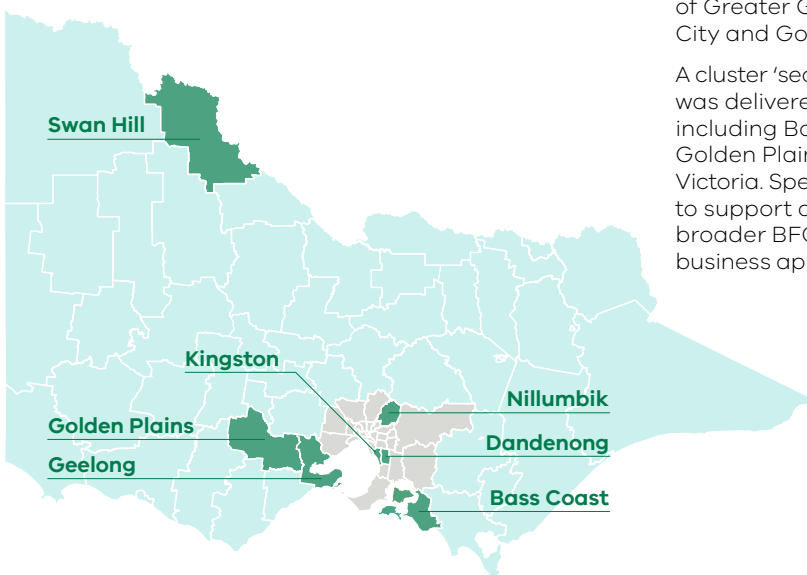 of Greater G
City and Go
A cluster ‘sec
was delivere
including Ba
Golden Plain
Victoria. Spe
to support a
broader BFC
business ap
Swan Hill
Kingston
Nillumbik
Golden Plains
Dandenong
Geelong
Bass Coast